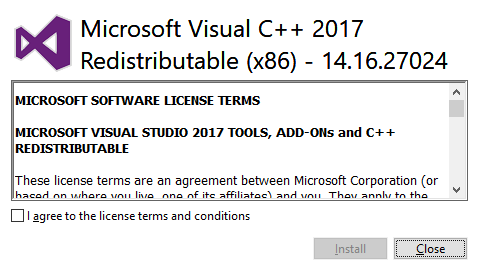 Microsoft Visual C++ 2017
Redistributable (x86) - 14.16.27024
MICROSOFT SOFTWARE LICENSE TERMS
MICROSOFT VISUAL STUDIO 2017 TOOLS, ADD-ONs and C++
REDISTRIBUTABLE
These license terms are an agreement between Microsoft Corporation (or
based on where you live, one of its affiliates) and you. They apply to the
I agree to the license terms and conditions
Install
Close